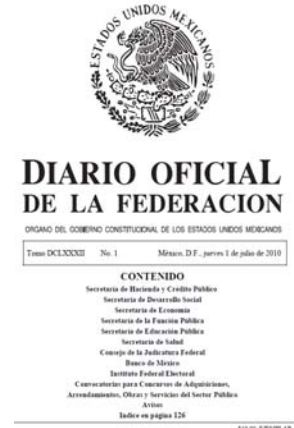 ESTADOS UNIDOS MEXICANOS
DIARIO OFICIAL
DE LA FEDERACION
ORGANO DEL GOBIERNO CONSTITUCIONAL DE LOS ESTADOS UNIDOS MEXICANOS
Tomo DCLXXXII No. 1 México, D.F., jueves 1 de julio de 2010
CONTENIDO
Secretaría de Hacienda y Crédito Público
Secretaría de Desarrollo Social
Secretaría de Economía
Secretaría de la Función Pública
Secretaría de Educación Pública
Secretaría de Salud
Consejo de la Judicatura Federal
Banco de México
Instituto Federal Electoral
Convocatorias para Concursos de Adquisiciones,
Arrendamientos, Obras y Servicios del Sector Público
Avisos
Indice en página 126